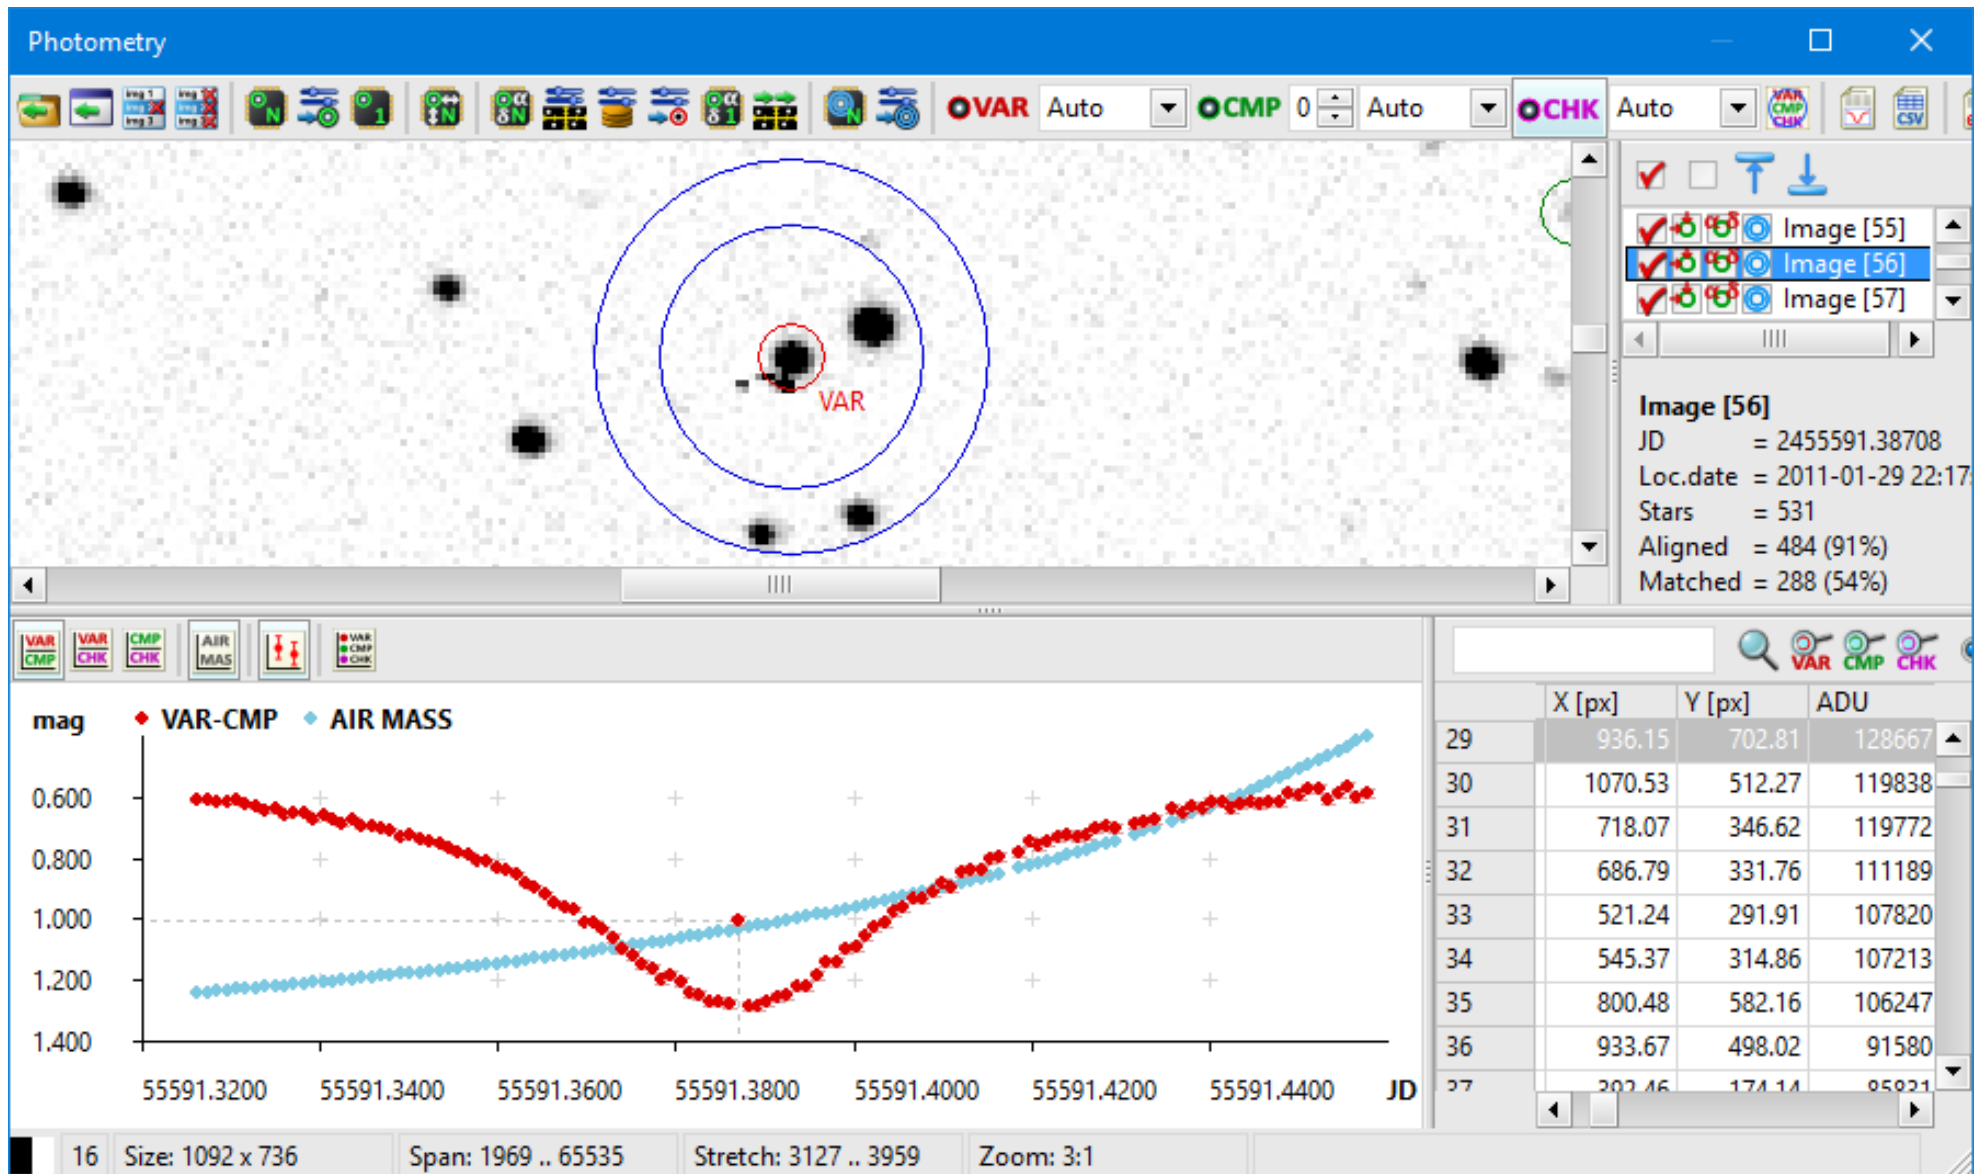 Photometry
VAR Auto CMP 0 Auto CHK Auto
VAR
Image [55]
Image [56]
Image [57]
Image [56]
JD = 2455591.38708
Loc.date = 2011-01-29 22:17:
Stars = 531
Aligned = 484 (91%)
Matched = 288 (54%)
VAR CMP VAR CHK CMP CHK AIR MAS VAR CMP CHK
VAR CMP CHK
mag VAR-CMP AIR MASS
0.600
0.800
1.000
1.200
1.400
55591.3200 55591.3400 55591.3600 55591.3800 55591.4000 55591.4200 55591.4400 JD
X [px] Y [px] ADU
29 936.15 702.81 128667
30 1070.53 512.27 119838
31 718.07 346.62 119772
32 686.79 331.76 111189
33 521.24 291.91 107820
34 545.37 314.86 107213
35 800.48 582.16 106247
36 933.67 498.02 91580
37 392.46 174.14 85831
16 Size: 1092 x 736 Span: 1969 .. 65535 Stretch: 3127 .. 3959 Zoom: 3:1